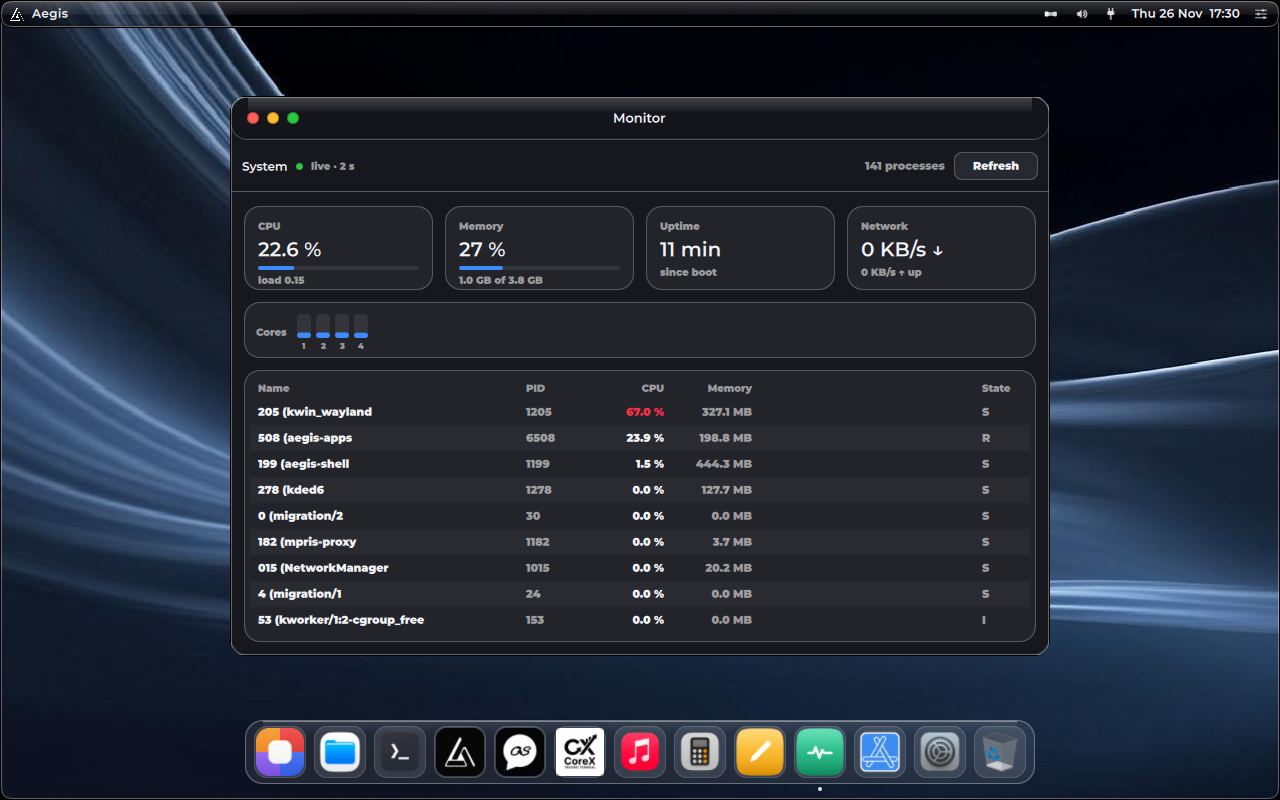 Aegis
Thu 26 Nov 17:30
Monitor
System live · 2 s
141 processes Refresh
CPU
22.6 %
load 0.15
Memory
27 %
1.0 GB of 3.8 GB
Uptime
11 min
since boot
Network
0 KB/s ↓
0 KB/s ↑ up
Cores
1 2 3 4
Name PID CPU Memory State
205 (kwin_wayland 1205 67.0 % 327.1 MB S
508 (aegis-apps 6508 23.9 % 198.8 MB R
199 (aegis-shell 1199 1.5 % 444.3 MB S
278 (kded6 1278 0.0 % 127.7 MB S
0 (migration/2 30 0.0 % 0.0 MB S
182 (mpris-proxy 1182 0.0 % 3.7 MB S
015 (NetworkManager 1015 0.0 % 20.2 MB S
4 (migration/1 24 0.0 % 0.0 MB S
53 (kworker/1:2-cgroup_free 153 0.0 % 0.0 MB I
as
CX
CoreX